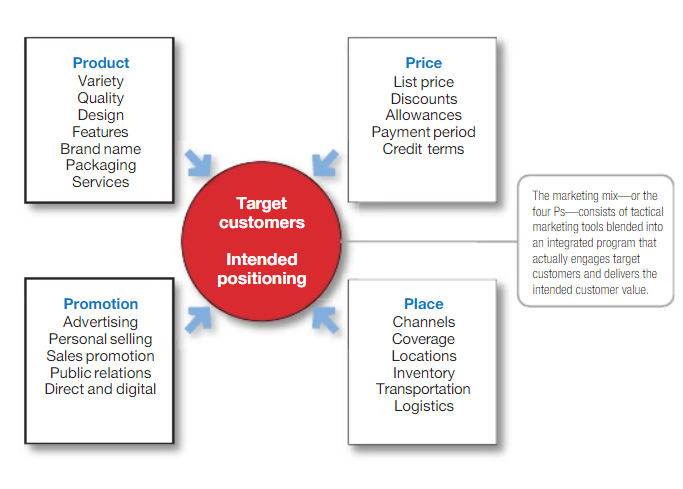 Product
Variety
Quality
Design
Features
Brand name
Packaging
Services
Price
List price
Discounts
Allowances
Payment period
Credit terms
Target
customers
Intended
positioning
The marketing mix—or the
four Ps—consists of tactical
marketing tools blended into
an integrated program that
actually engages target
customers and delivers the
intended customer value.
Promotion
Advertising
Personal selling
Sales promotion
Public relations
Direct and digital
Place
Channels
Coverage
Locations
Inventory
Transportation
Logistics